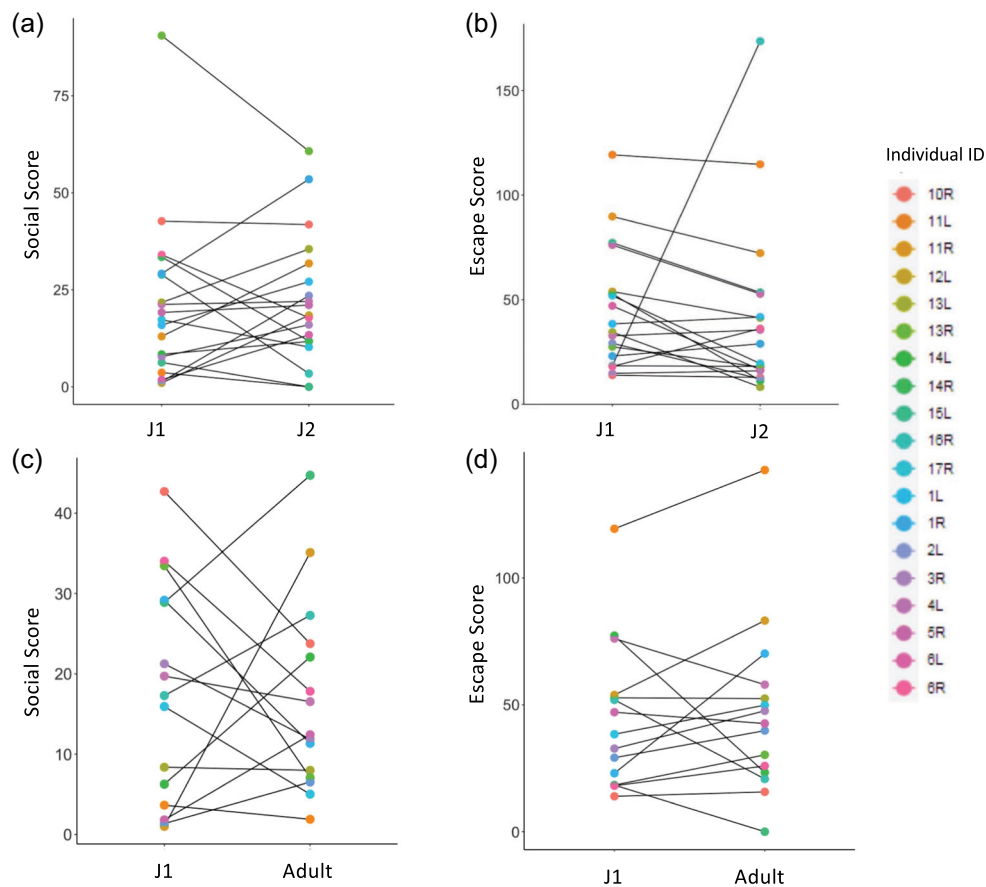 (a)
Social Score
75
50
25
0
J1
J2
(b)
Escape Score
150
100
50
0
J1
J2
(c)
Social Score
40
30
20
10
0
J1
Adult
(d)
Escape Score
100
50
0
J1
Adult
Individual ID
10R
11L
11R
12L
13L
13R
14L
14R
15L
16R
17R
1L
1R
2L
3R
4L
5R
6L
6R